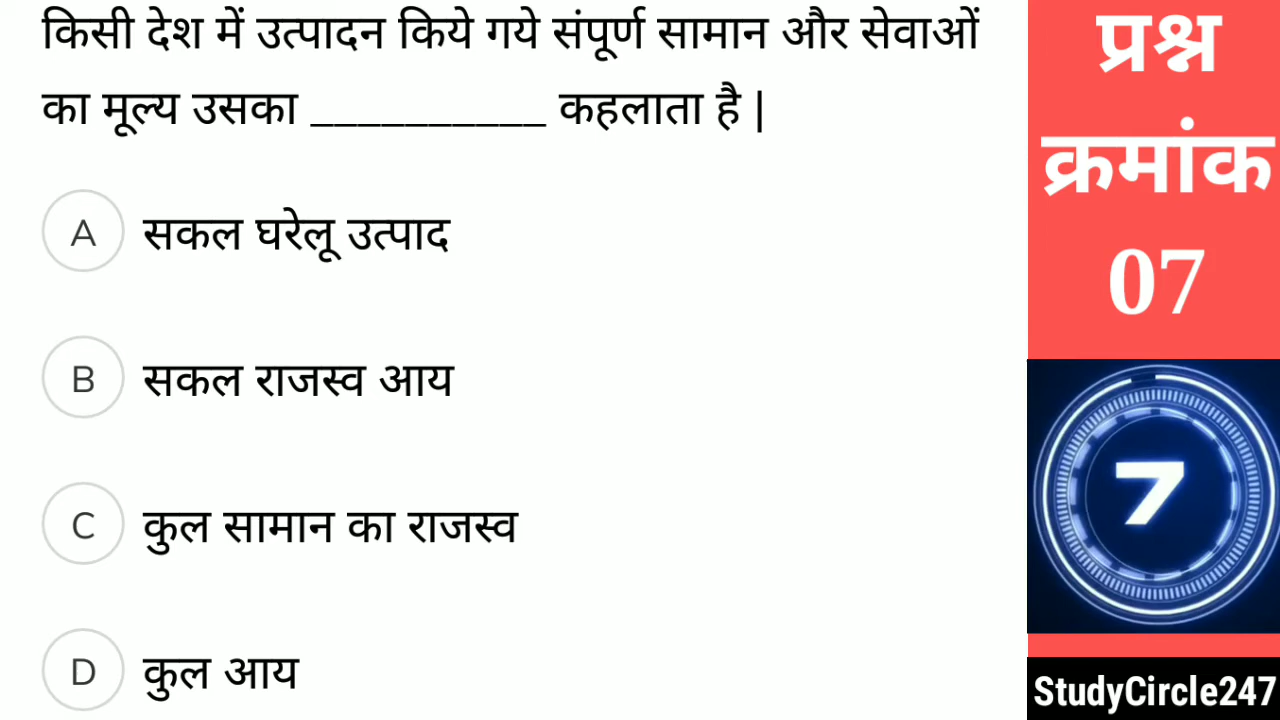 किसी देश में उत्पादन किये गये संपूर्ण सामान और सेवाओं
का मूल्य उसका __________ कहलाता है |
A सकल घरेलू उत्पाद
B सकल राजस्व आय
C कुल सामान का राजस्व
D कुल आय
प्रश्न
क्रमांक
07
7
StudyCircle247